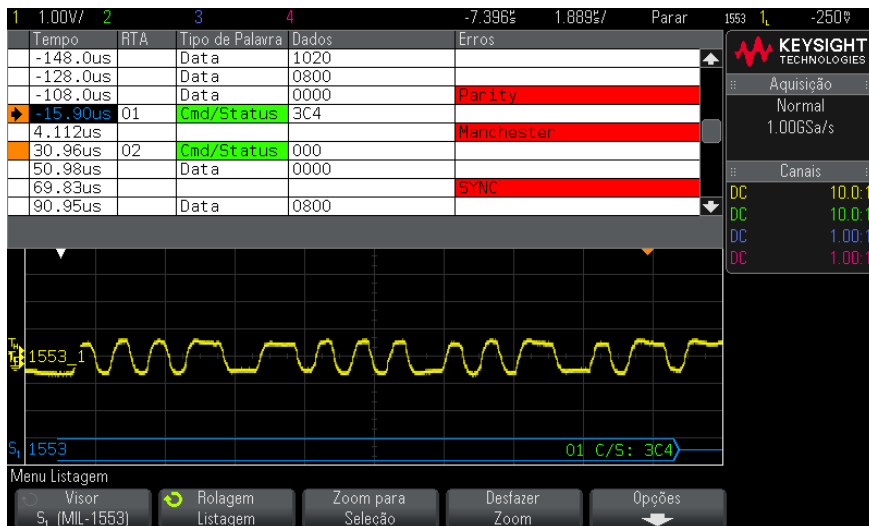 1 1.00V/ 2 3 4 -7.396s 1.889s/ Parar 1553 1 -250
Tempo RTA Tipo de Palavra Dados Erros
-148.0us Data 1020
-128.0us Data 0800
-108.0us Data 0000 Parity
-15.90us 01 Cmd/Status 3C4
4.112us Manchester
30.96us 02 Cmd/Status 000
50.98us Data 0000
69.83us SYNC
90.95us Data 0800
KEYSIGHT
TECHNOLOGIES
Aquisição
Normal
1.00GSa/s
Canais
DC 10.0:1
DC 10.0:1
DC 1.00:1
DC 1.00:1
1553_1
S1 1553 01 C/S: 3C4
Menu Listagem
Visor
S1 (MIL-1553)
Rolagem
Listagem
Zoom para
Seleção
Desfazer
Zoom
Opções